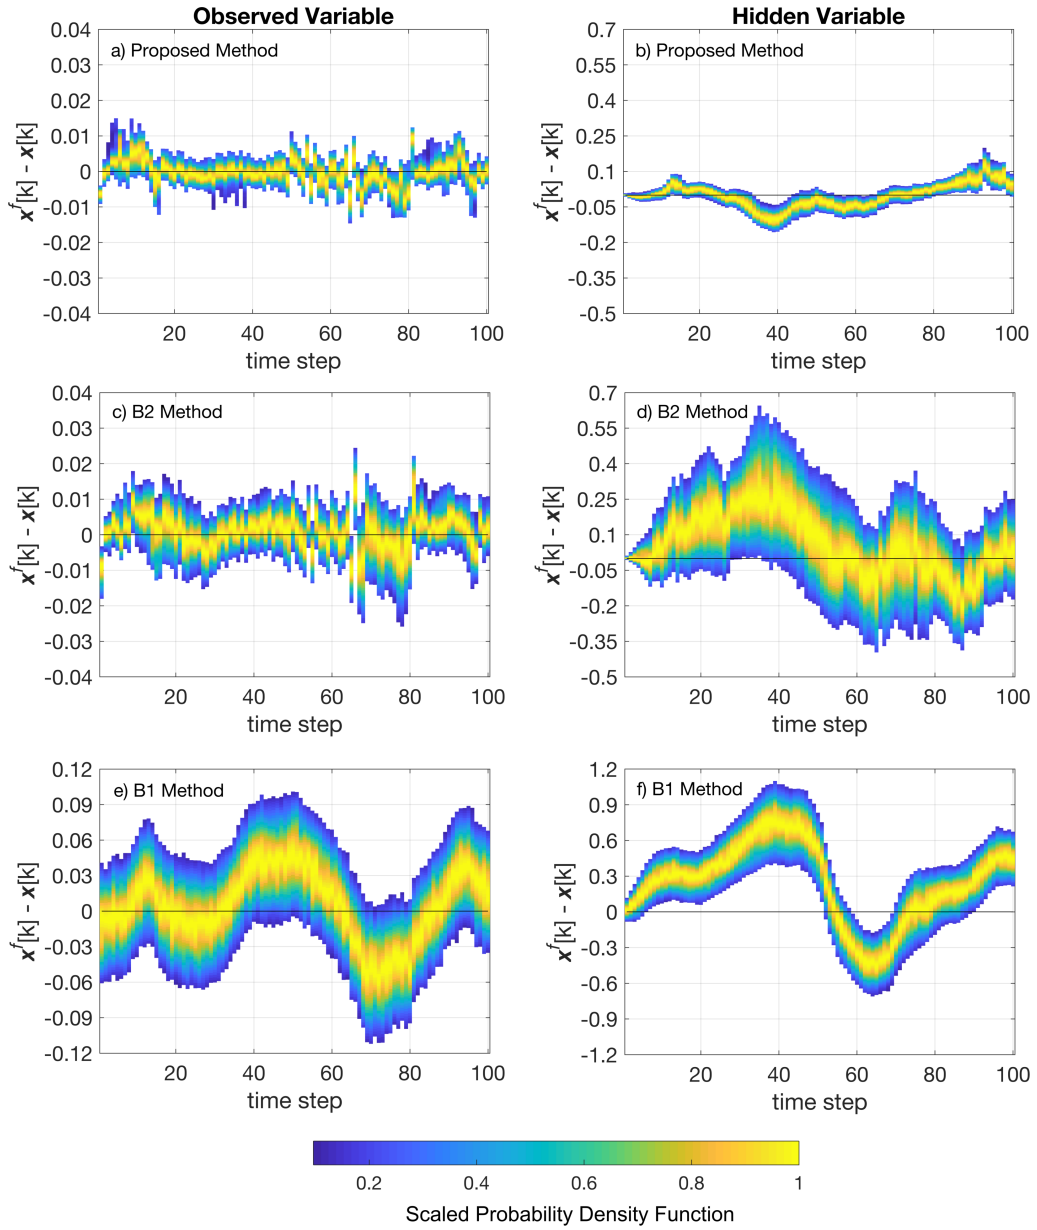 Observed Variable
Hidden Variable
a) Proposed Method
0.04
0.03
0.02
0.01
0
-0.01
-0.02
-0.03
-0.04
xᶠ[k] - x[k]
20 40 60 80 100
time step
b) Proposed Method
0.7
0.55
0.4
0.25
0.1
-0.05
-0.2
-0.35
-0.5
xᶠ[k] - x[k]
20 40 60 80 100
time step
c) B2 Method
0.04
0.03
0.02
0.01
0
-0.01
-0.02
-0.03
-0.04
xᶠ[k] - x[k]
20 40 60 80 100
time step
d) B2 Method
0.7
0.55
0.4
0.25
0.1
-0.05
-0.2
-0.35
-0.5
xᶠ[k] - x[k]
20 40 60 80 100
time step
e) B1 Method
0.12
0.09
0.06
0.03
0
-0.03
-0.06
-0.09
-0.12
xᶠ[k] - x[k]
20 40 60 80 100
time step
f) B1 Method
1.2
0.9
0.6
0.3
0
-0.3
-0.6
-0.9
-1.2
xᶠ[k] - x[k]
20 40 60 80 100
time step
0.2 0.4 0.6 0.8 1
Scaled Probability Density Function